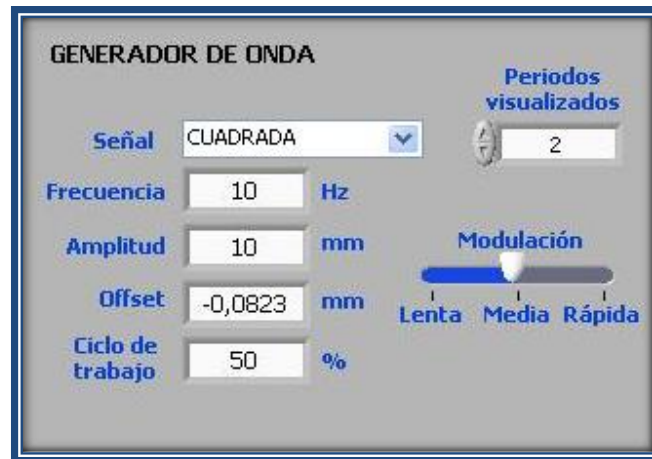 GENERADOR DE ONDA
Periodos
visualizados
2
Señal CUADRADA
Frecuencia 10 Hz
Amplitud 10 mm
Offset -0,0823 mm
Ciclo de
trabajo 50 %
Modulación
Lenta Media Rápida